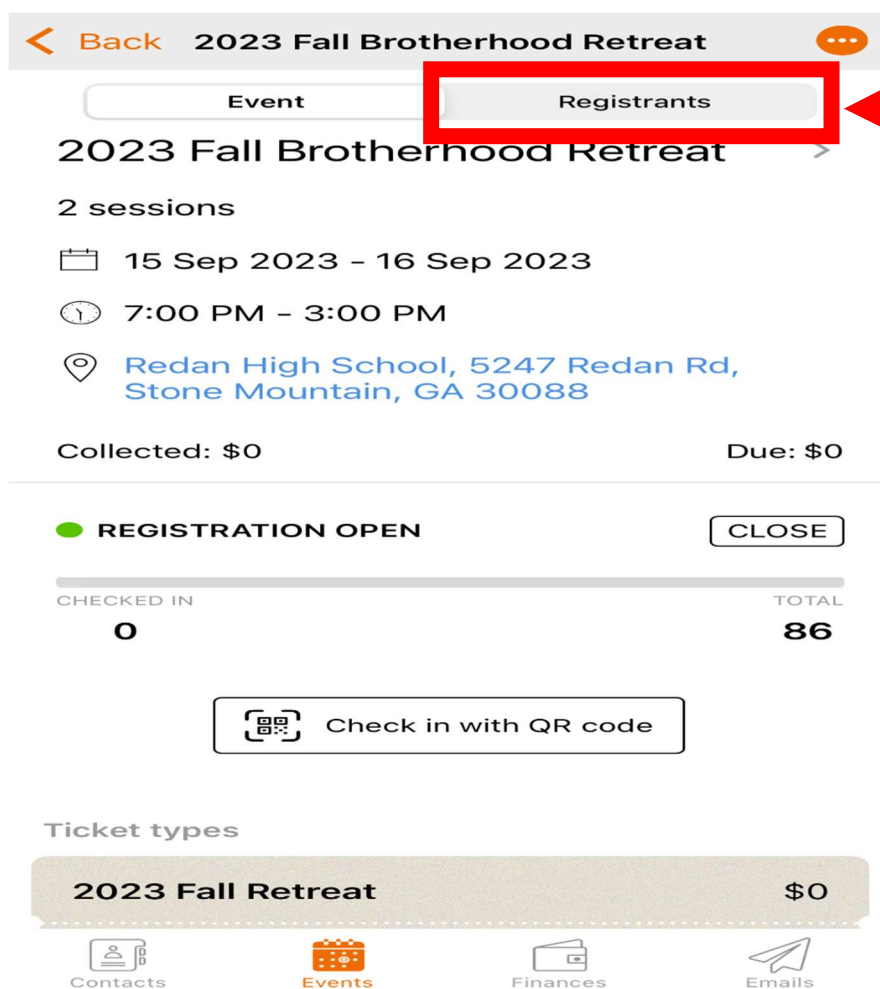 Back 2023 Fall Brotherhood Retreat
Event Registrants
2023 Fall Brotherhood Retreat >
2 sessions
15 Sep 2023 - 16 Sep 2023
7:00 PM - 3:00 PM
Redan High School, 5247 Redan Rd,
Stone Mountain, GA 30088
Collected: $0 Due: $0
REGISTRATION OPEN CLOSE
CHECKED IN TOTAL
0 86
Check in with QR code
Ticket types
2023 Fall Retreat $0
Contacts Events Finances Emails